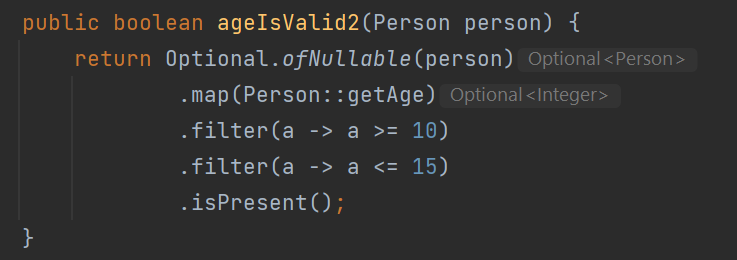 public boolean ageIsValid2(Person person) {
return Optional.ofNullable(person) Optional<Person>
.map(Person::getAge) Optional<Integer>
.filter(a -> a >= 10)
.filter(a -> a <= 15)
.isPresent();
}